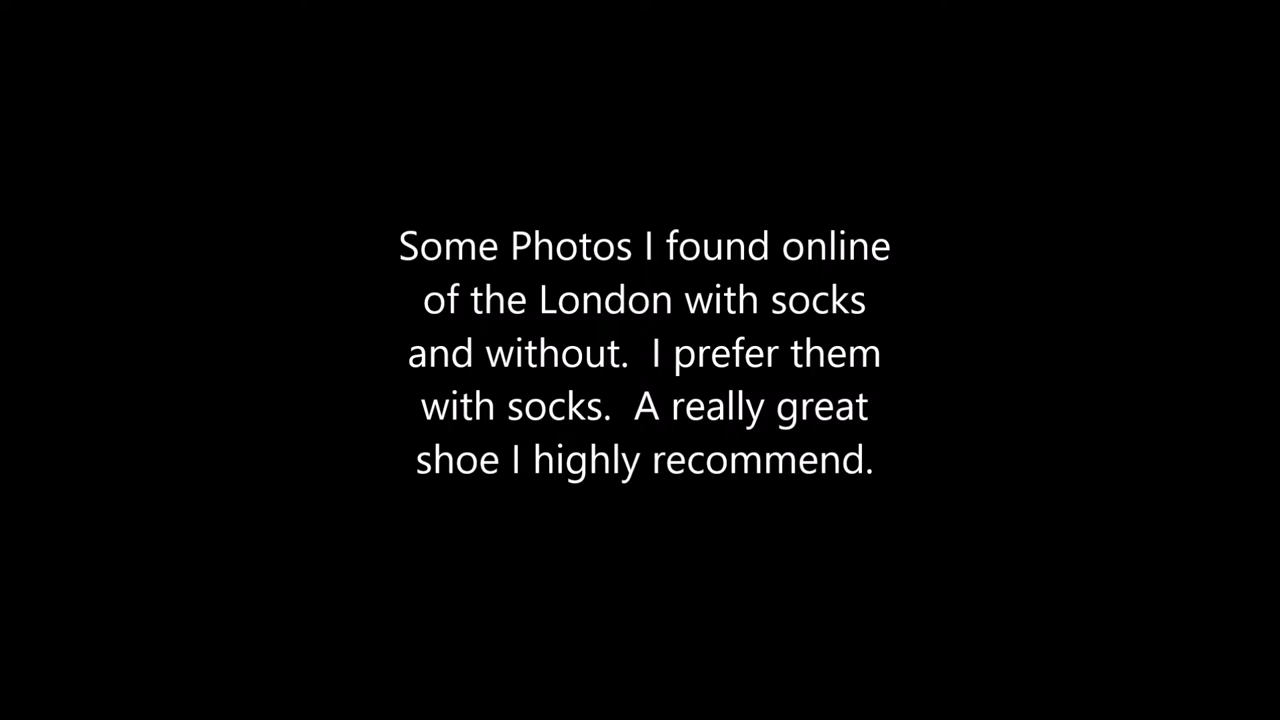 Some Photos I found online
of the London with socks
and without.  I prefer them
with socks.  A really great
shoe I highly recommend.